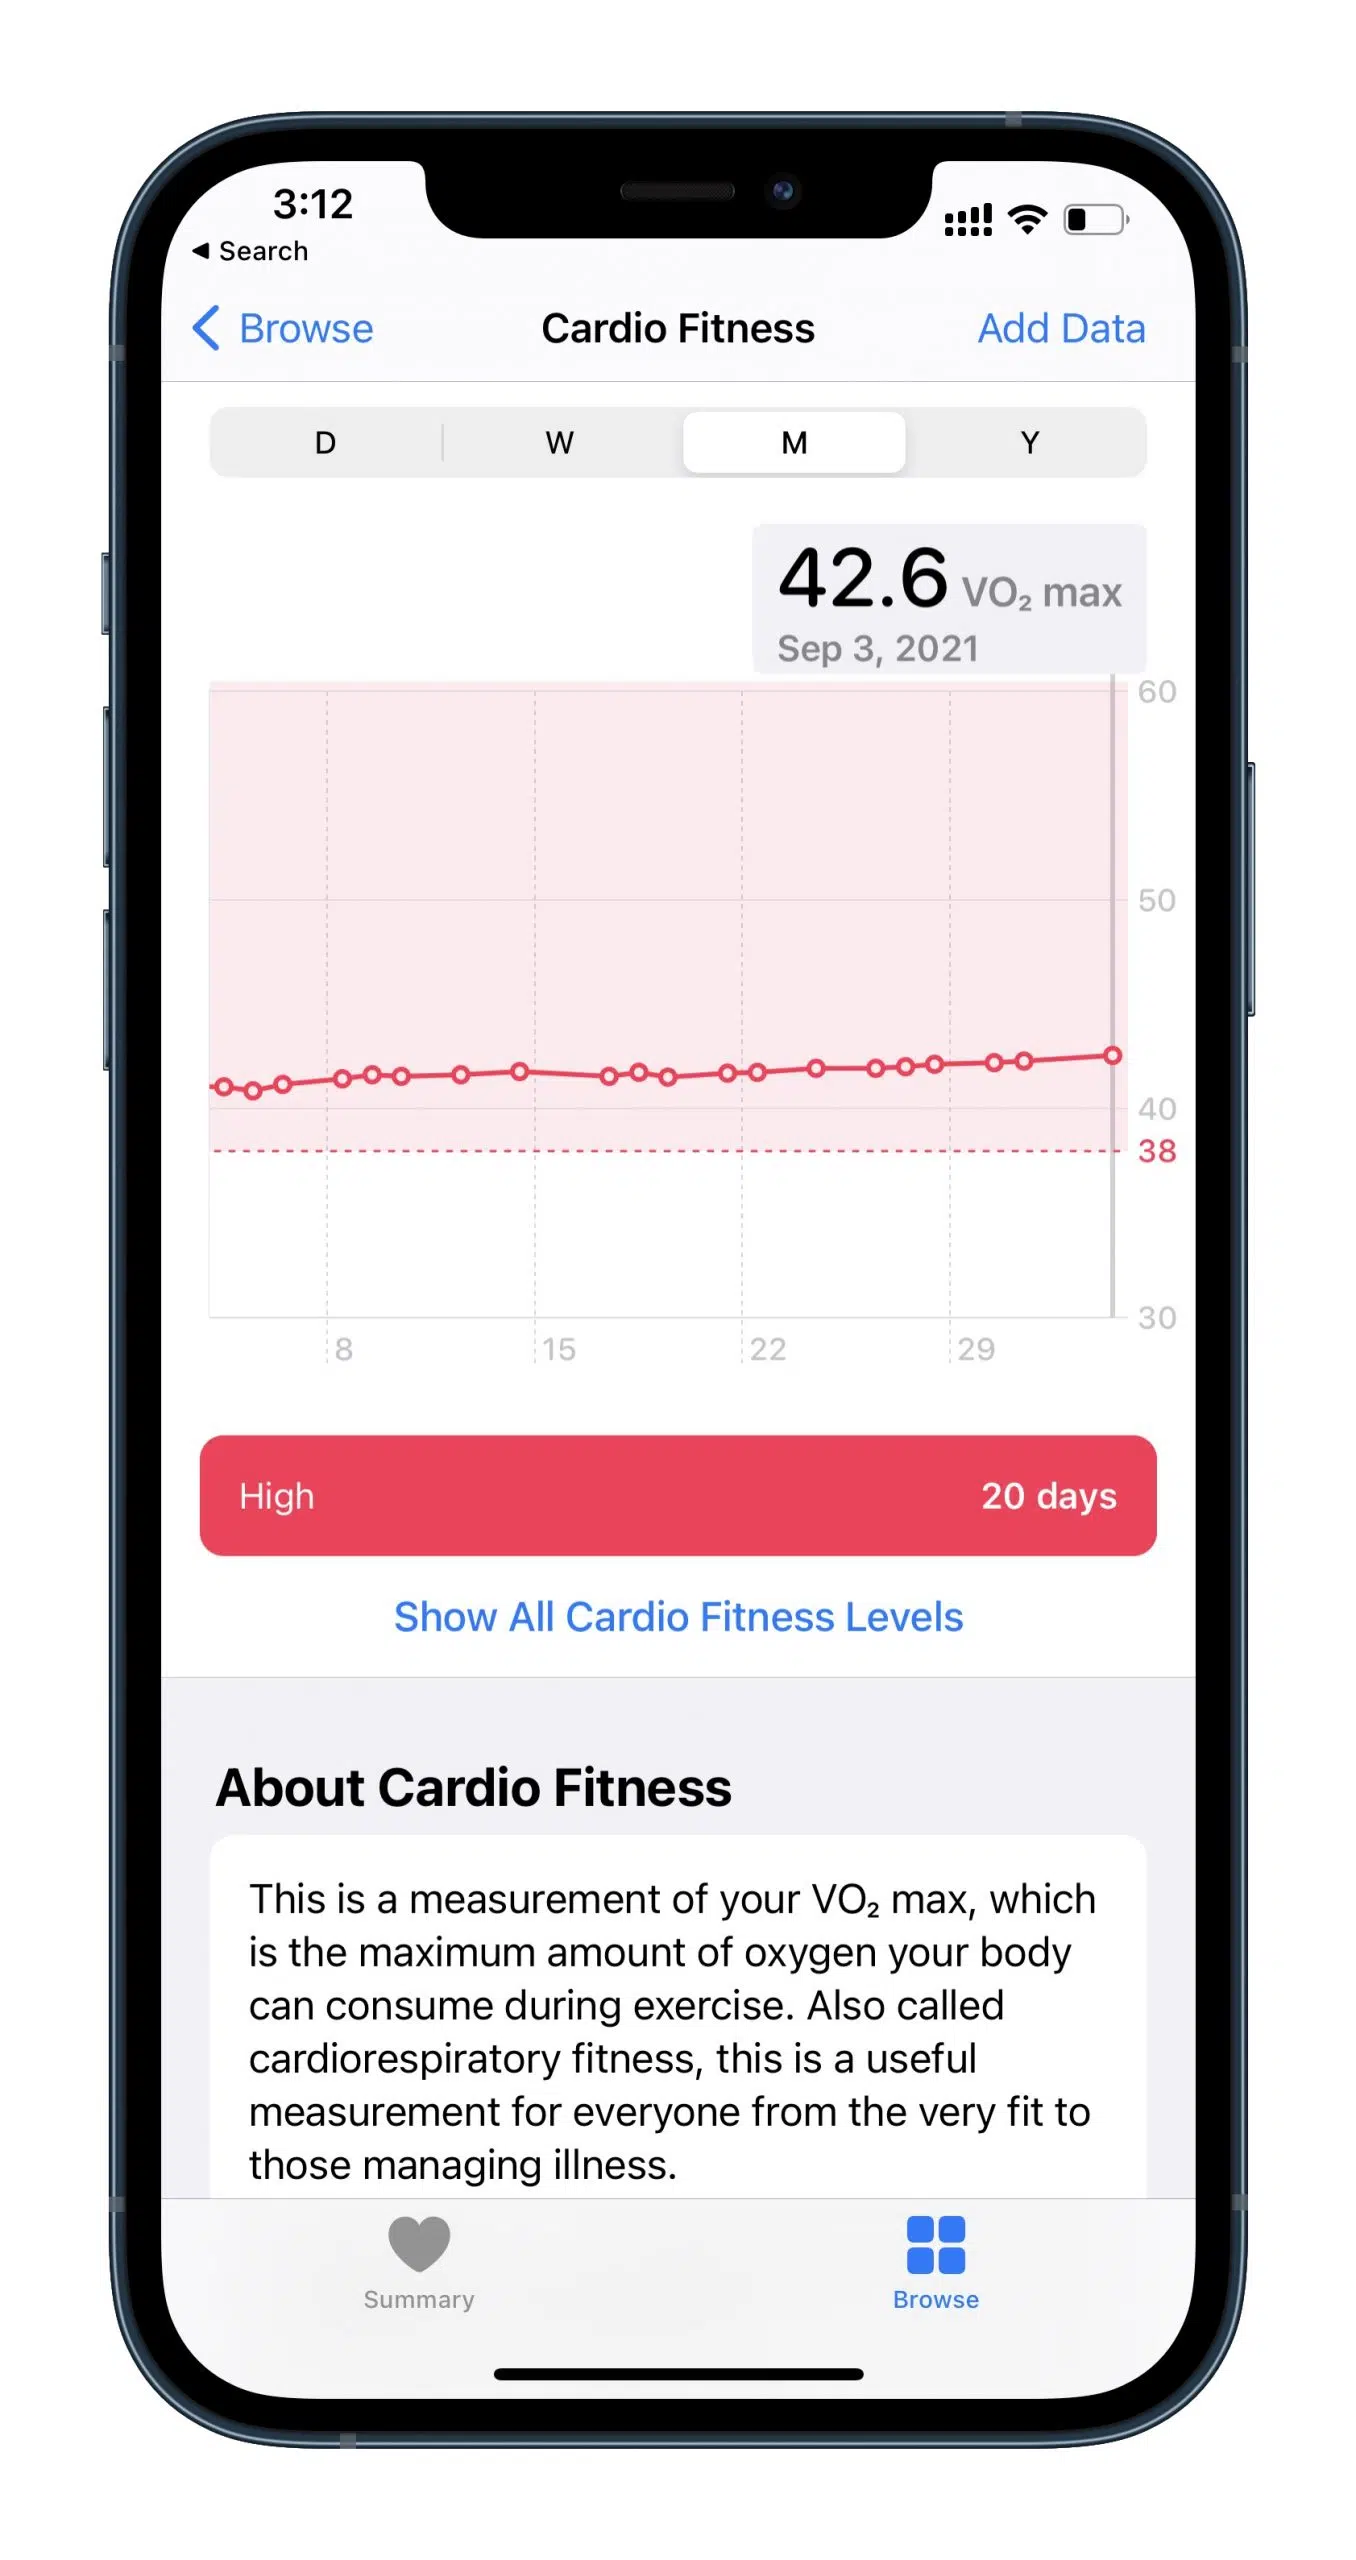 3:12
Search
Browse
Cardio Fitness
Add Data
D
W
M
Y
42.6 VO₂ max
Sep 3, 2021
60
50
40
38
30
8
15
22
29
High
20 days
Show All Cardio Fitness Levels
About Cardio Fitness
This is a measurement of your VO₂ max, which
is the maximum amount of oxygen your body
can consume during exercise. Also called
cardiorespiratory fitness, this is a useful
measurement for everyone from the very fit to
those managing illness.
Summary
Browse